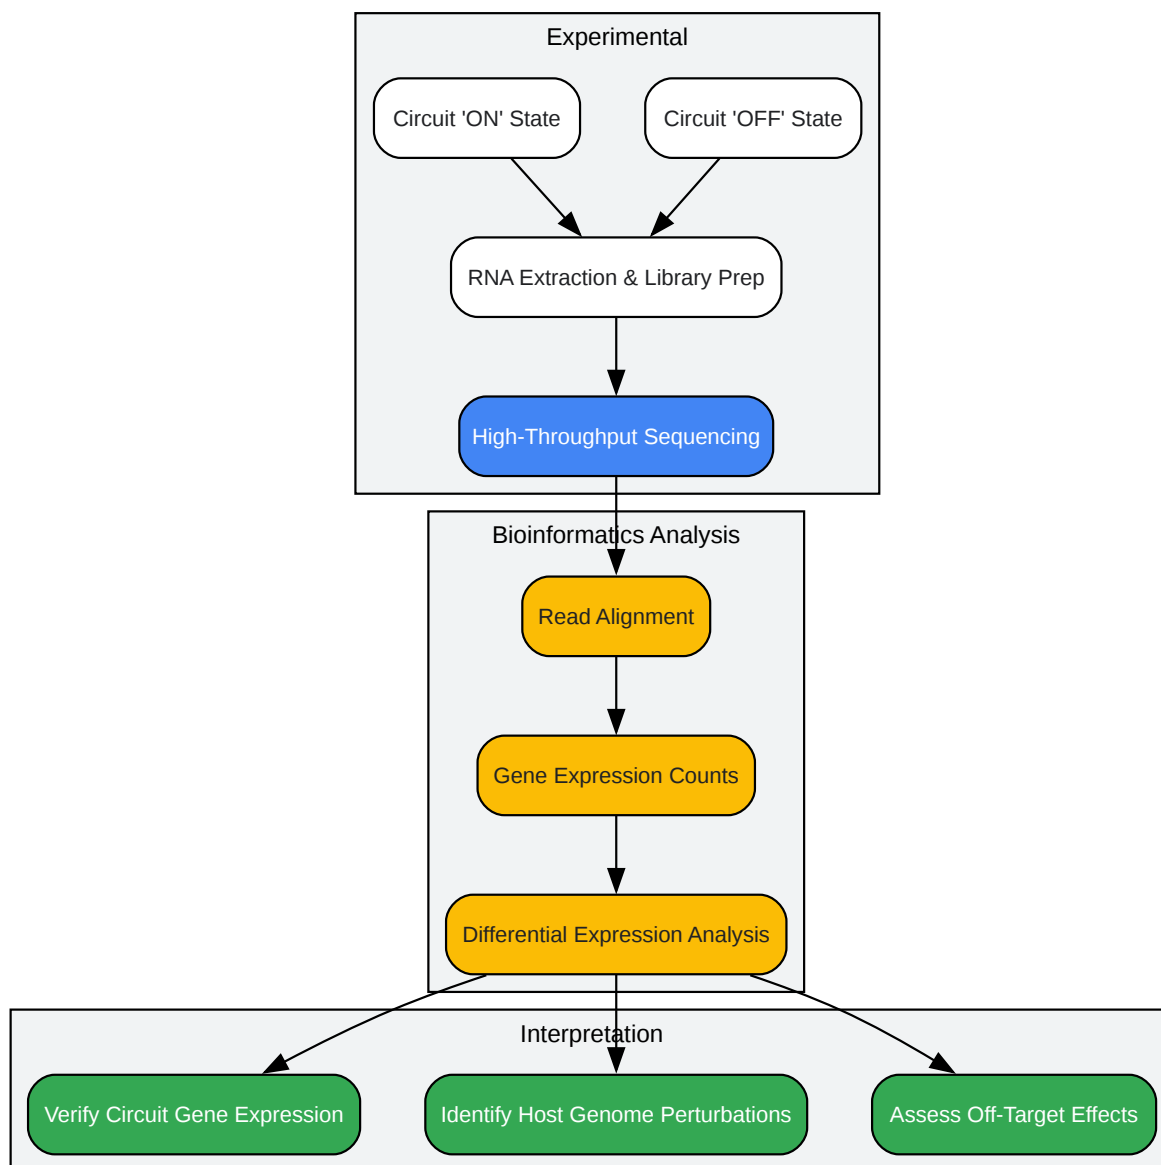 Experimental
Circuit 'ON' State
Circuit 'OFF' State
RNA Extraction & Library Prep
High-Throughput Sequencing
Bioinformatics Analysis
Read Alignment
Gene Expression Counts
Differential Expression Analysis
Interpretation
Verify Circuit Gene Expression
Identify Host Genome Perturbations
Assess Off-Target Effects